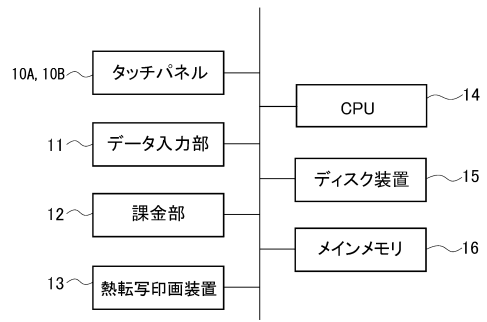 10A, 10B タッチパネル
11 データ入力部
12 課金部
13 熱転写印画装置
CPU 14
ディスク装置 15
メインメモリ 16